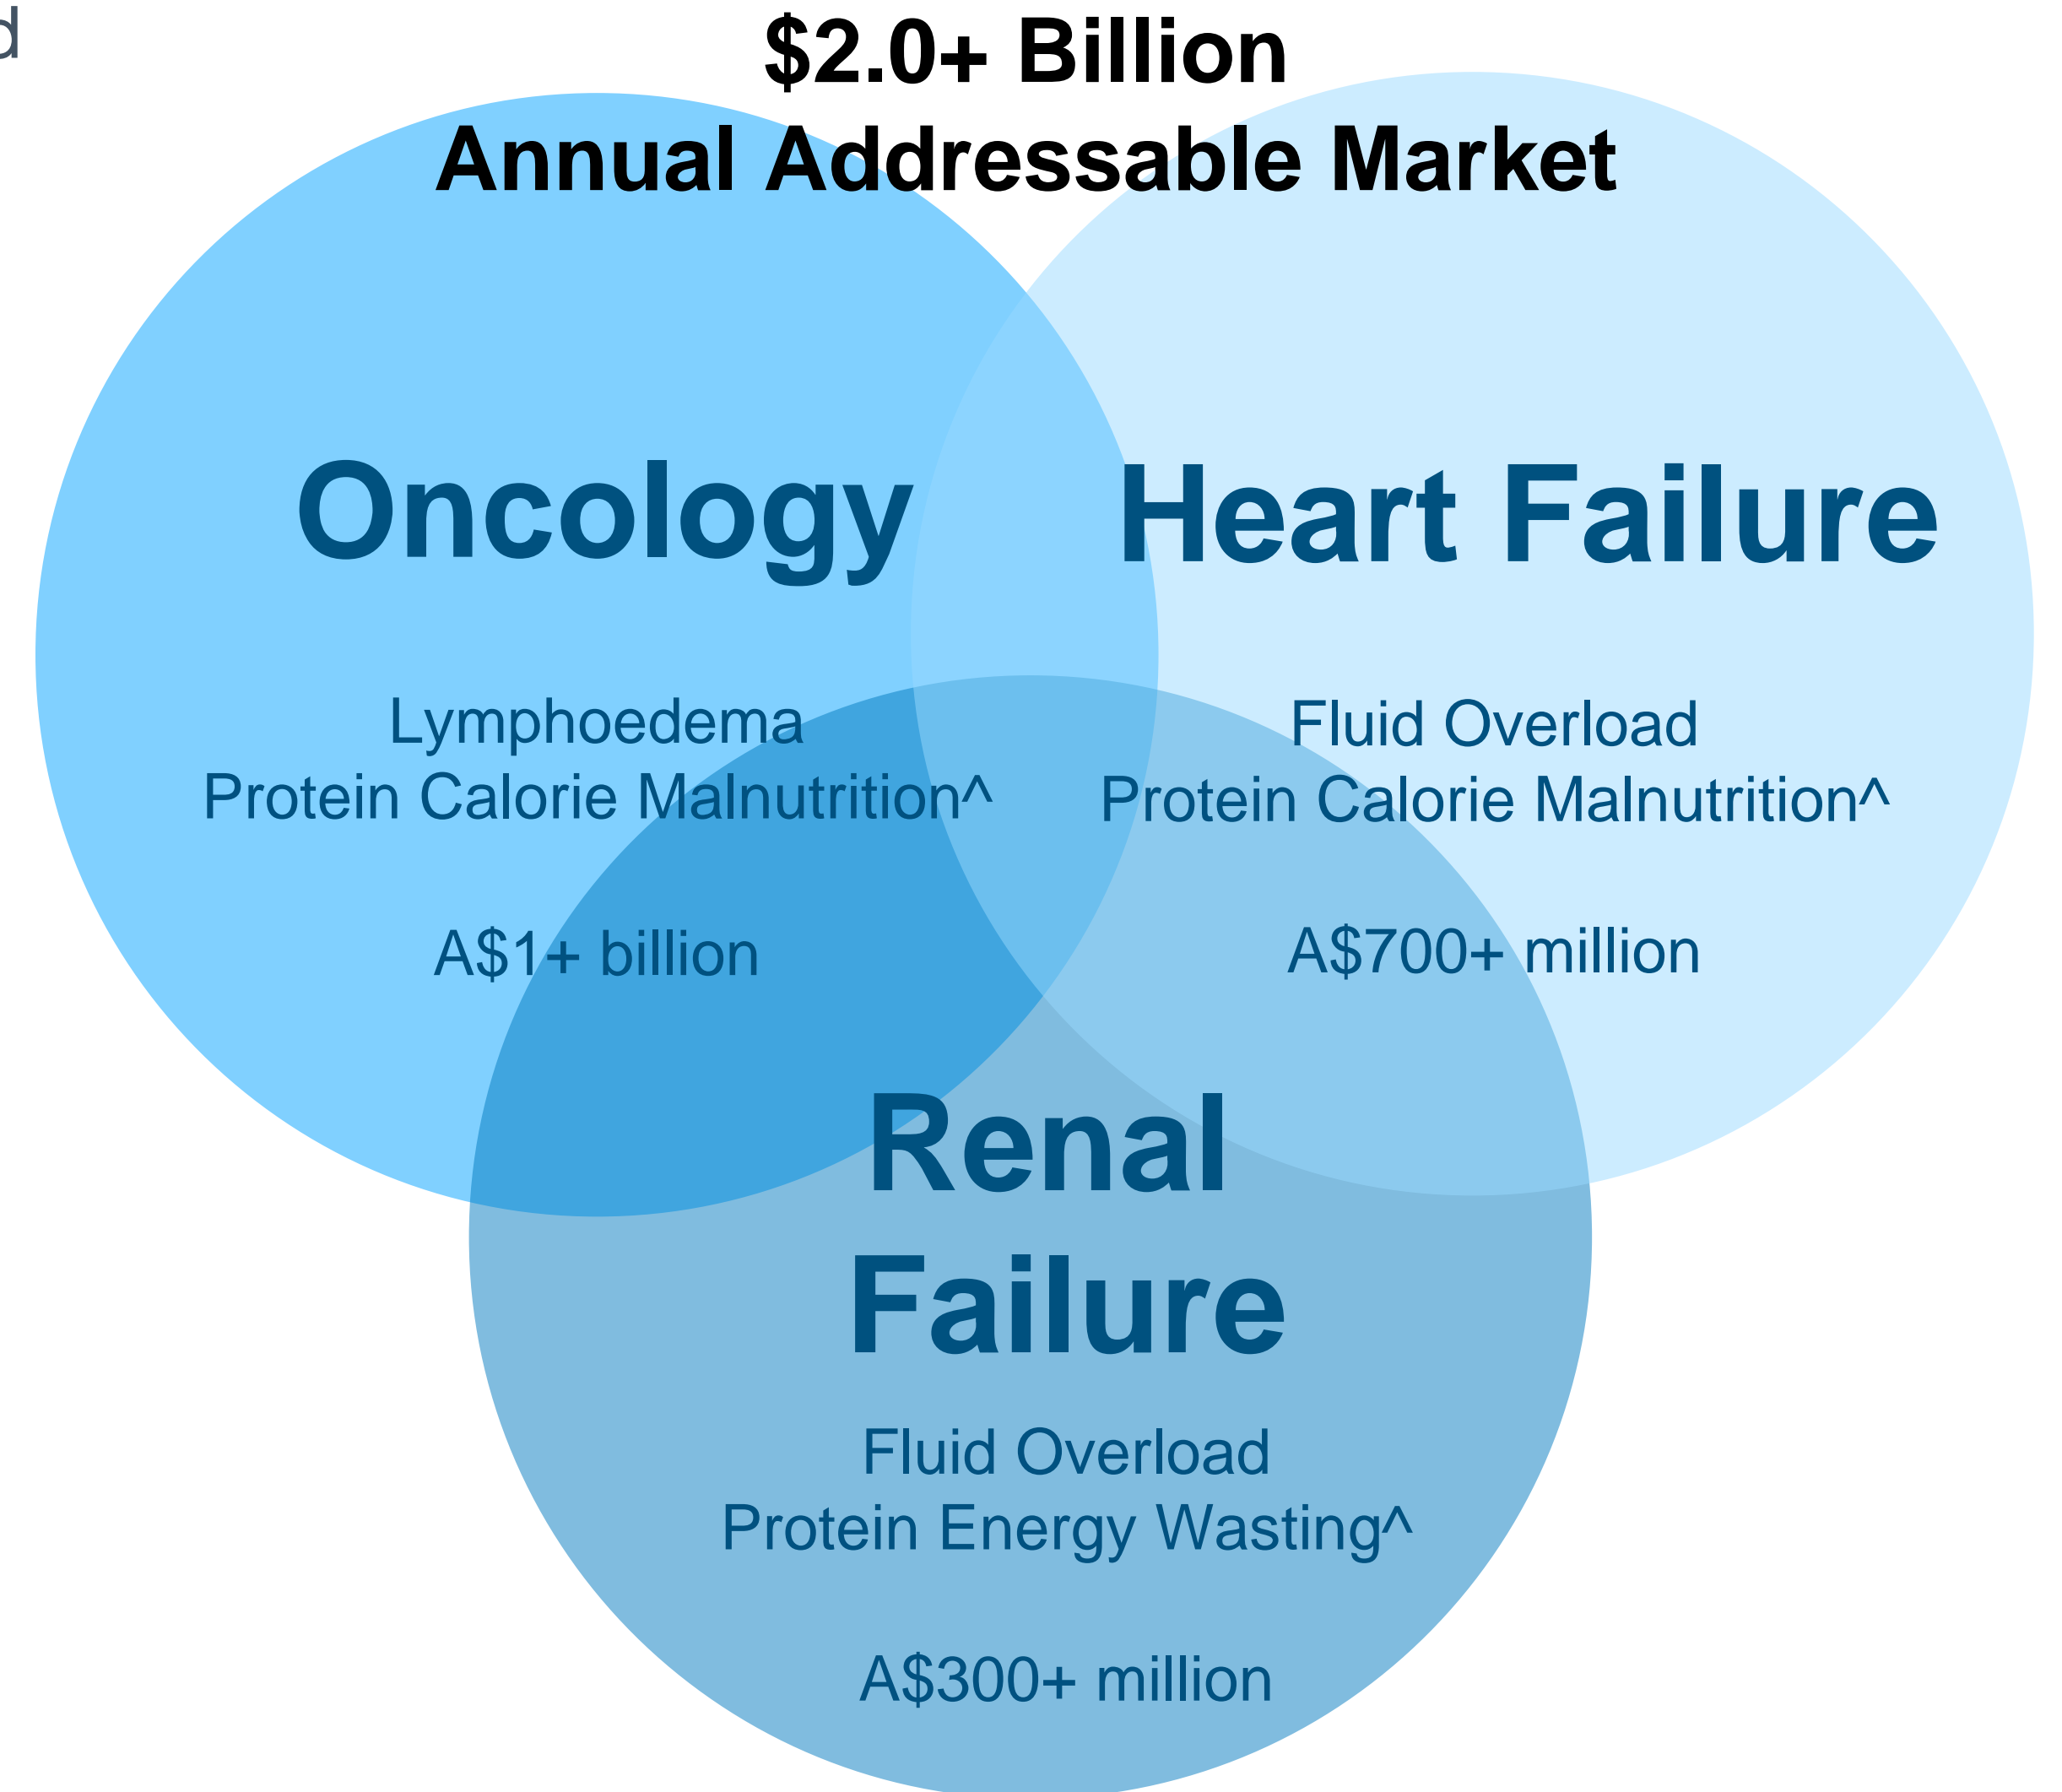 d
$2.0+ Billion
Annual Addressable Market
Oncology
Lymphoedema
Protein Calorie Malnutrition^
A$1+ billion
Heart Failure
Fluid Overload
Protein Calorie Malnutrition^
A$700+ million
Renal
Failure
Fluid Overload
Protein Energy Wasting^
A$300+ million